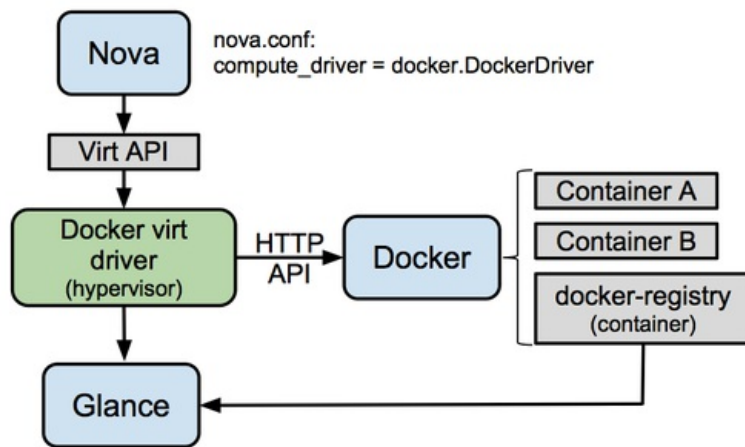 Nova
nova.conf:
compute_driver = docker.DockerDriver
Virt API
Docker virt
driver
(hypervisor)
HTTP
API
Docker
Container A
Container B
docker-registry
(container)
Glance